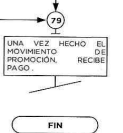 79
UNA VEZ HECHO EL
MOVIMIENTO DE
PROMOCIÓN, RECIBE
PAGO.
FIN